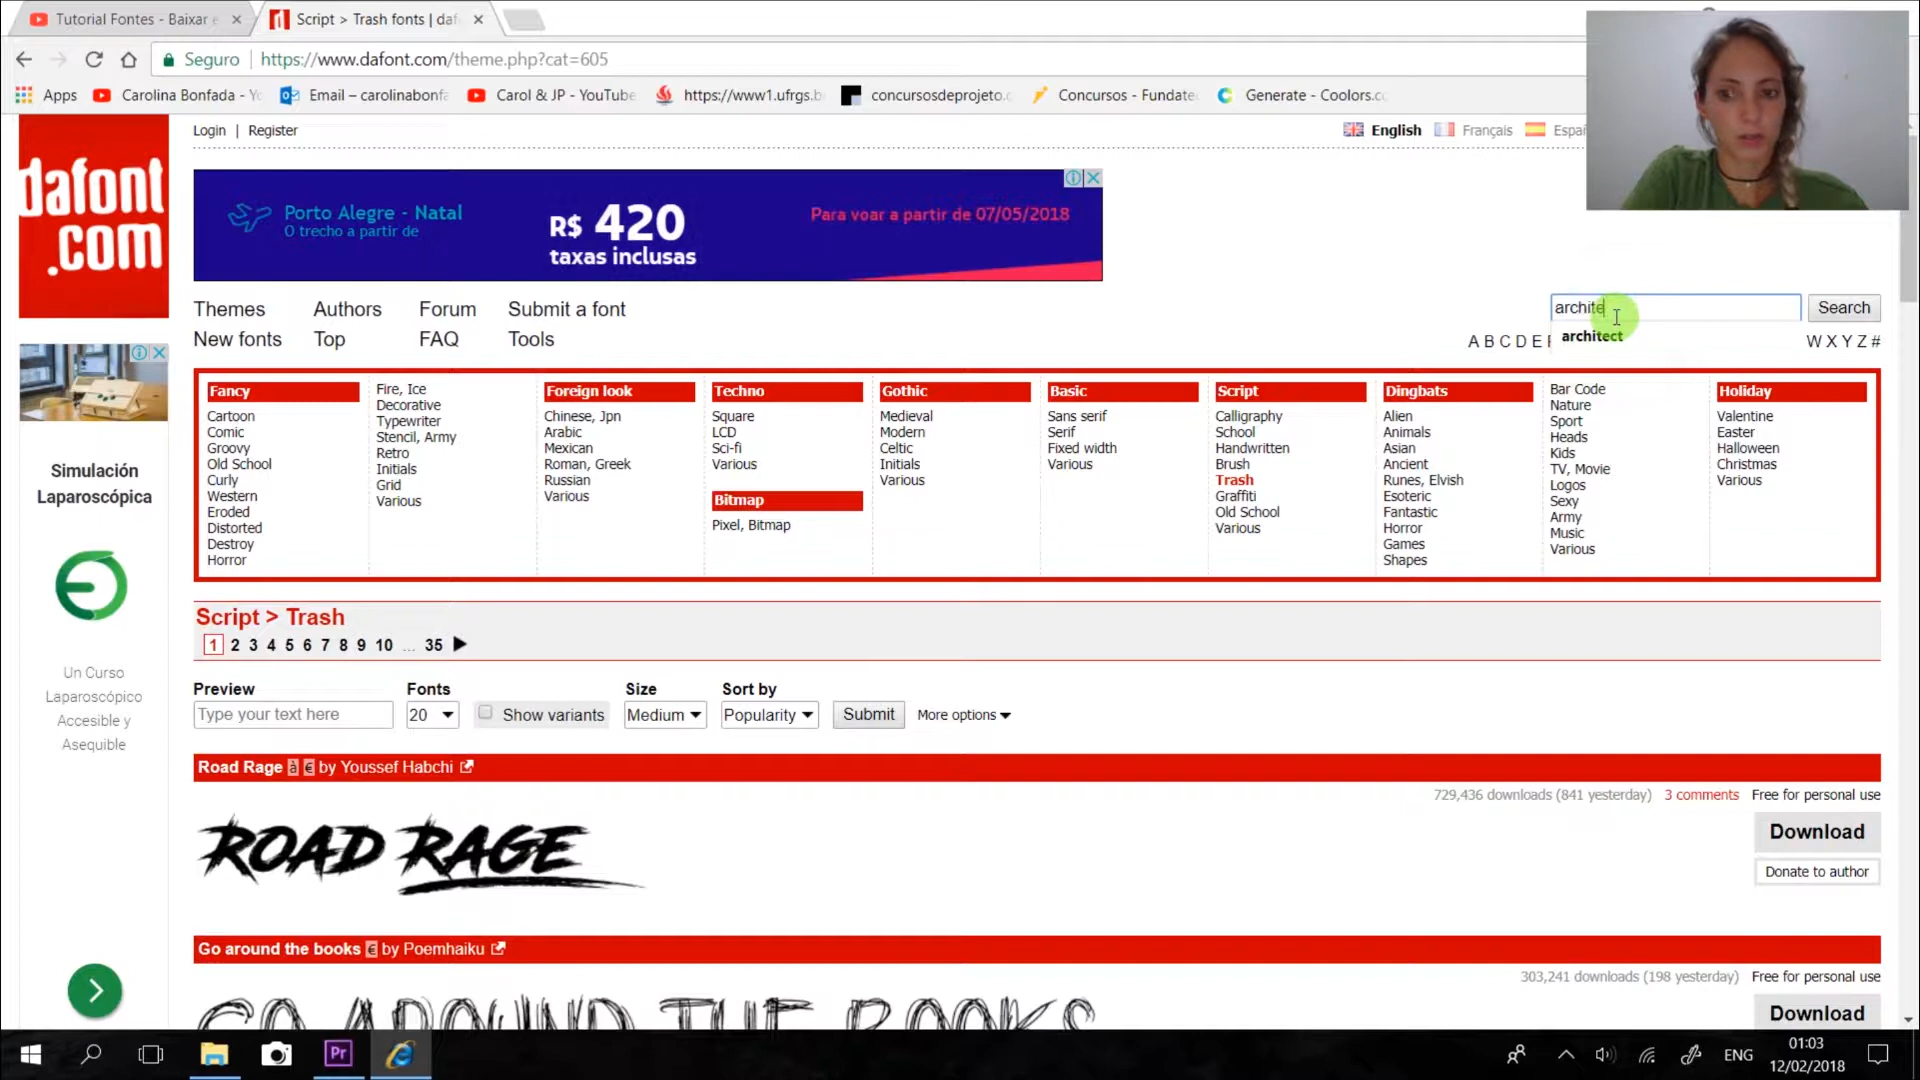 Tutorial Fontes - Baixar e
Script > Trash fonts | daf
Seguro https://www.dafont.com/theme.php?cat=605
Apps Carolina Bonfada - Yo Email – carolinabonfa Carol & JP - YouTube https://www1.ufrgs.b concursosdeprojeto.c Concursos - Fundate Generate - Coolors.co
dafont
.com
Login | Register
English Français Españ
Porto Alegre - Natal
O trecho a partir de
R$ 420
taxas inclusas
Para voar a partir de 07/05/2018
Themes Authors Forum Submit a font
New fonts Top FAQ Tools
archite
Search
architect
A B C D E F
W X Y Z #
Fancy
Cartoon
Comic
Groovy
Old School
Curly
Western
Eroded
Distorted
Destroy
Horror
Fire, Ice
Decorative
Typewriter
Stencil, Army
Retro
Initials
Grid
Various
Foreign look
Chinese, Jpn
Arabic
Mexican
Roman, Greek
Russian
Various
Techno
Square
LCD
Sci-fi
Various
Bitmap
Pixel, Bitmap
Gothic
Medieval
Modern
Celtic
Initials
Various
Basic
Sans serif
Serif
Fixed width
Various
Script
Calligraphy
School
Handwritten
Brush
Trash
Graffiti
Old School
Various
Dingbats
Alien
Animals
Asian
Ancient
Runes, Elvish
Esoteric
Fantastic
Horror
Games
Shapes
Bar Code
Nature
Sport
Heads
Kids
TV, Movie
Logos
Sexy
Army
Music
Various
Holiday
Valentine
Easter
Halloween
Christmas
Various
Simulación
Laparoscópica
Un Curso
Laparoscópico
Accesible y
Asequible
Script > Trash
1 2 3 4 5 6 7 8 9 10 ... 35
Preview Fonts Size Sort by
Type your text here 20 Show variants Medium Popularity Submit More options
Road Rage à € by Youssef Habchi
729,436 downloads (841 yesterday) 3 comments Free for personal use
ROAD RAGE
Download
Donate to author
Go around the books € by Poemhaiku
303,241 downloads (198 yesterday) Free for personal use
GO AROUND THE BOOKS
Download
Pr
ENG
01:03
12/02/2018